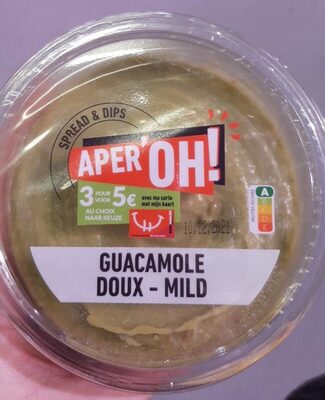 SPREAD & DIPS
APER'OH!
3 POUR VOOR 5€
AU CHOIX
NAAR KEUZE
avec ma carte
met mijn kaart
A
10.12.2021
GUACAMOLE
DOUX - MILD